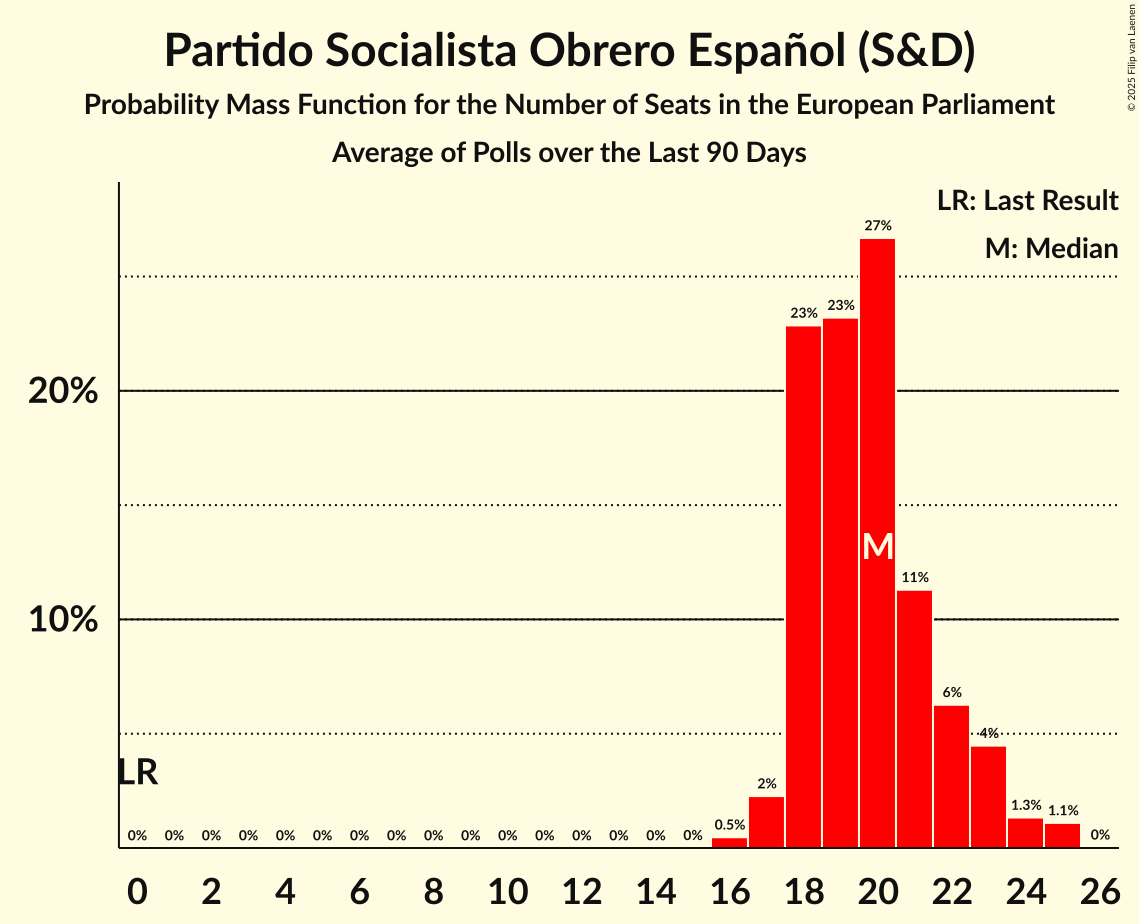 Partido Socialista Obrero Español (S&D)
Probability Mass Function for the Number of Seats in the European Parliament
Average of Polls over the Last 90 Days
© 2025 Filip van Laenen
LR: Last Result
M: Median
27%
23% 23%
20%
M
11%
10%
6%
4%
LR
2%
1.3% 1.1%
0.5%
0% 0% 0% 0% 0% 0% 0% 0% 0% 0% 0% 0% 0% 0% 0% 0% 0%
0 2 4 6 8 10 12 14 16 18 20 22 24 26